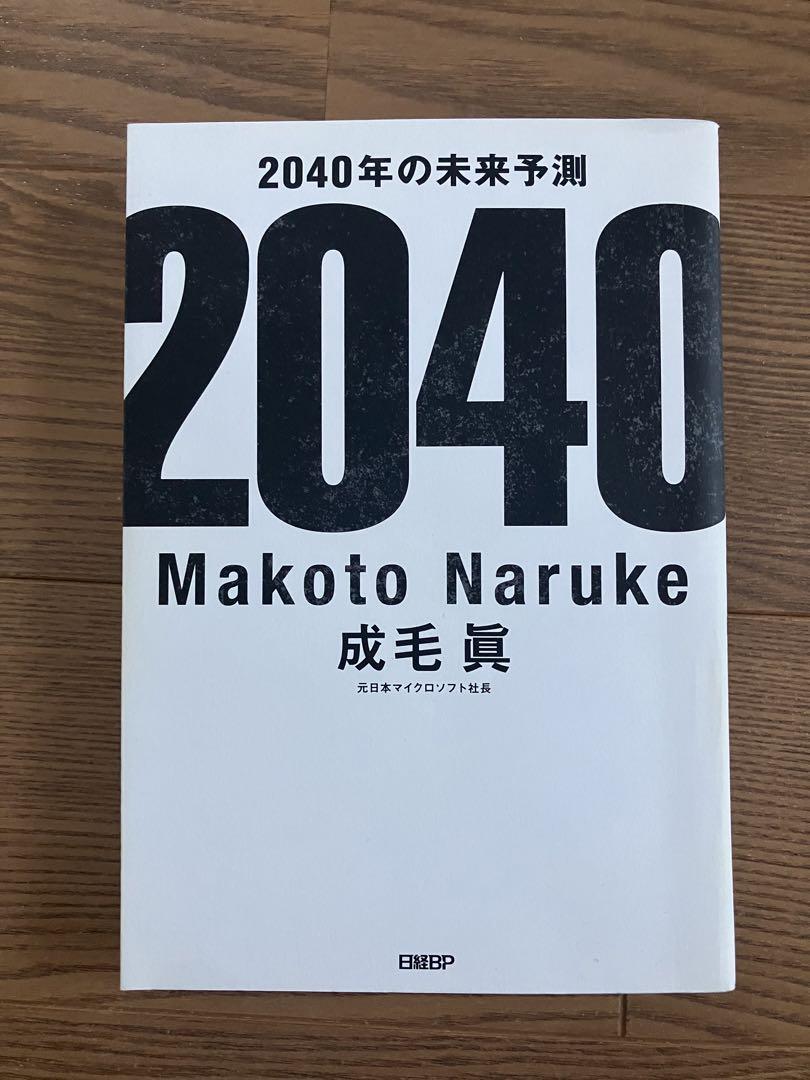 2040年の未来予測
2040
Makoto Naruke
成毛 眞
元日本マイクロソフト社長
日経BP